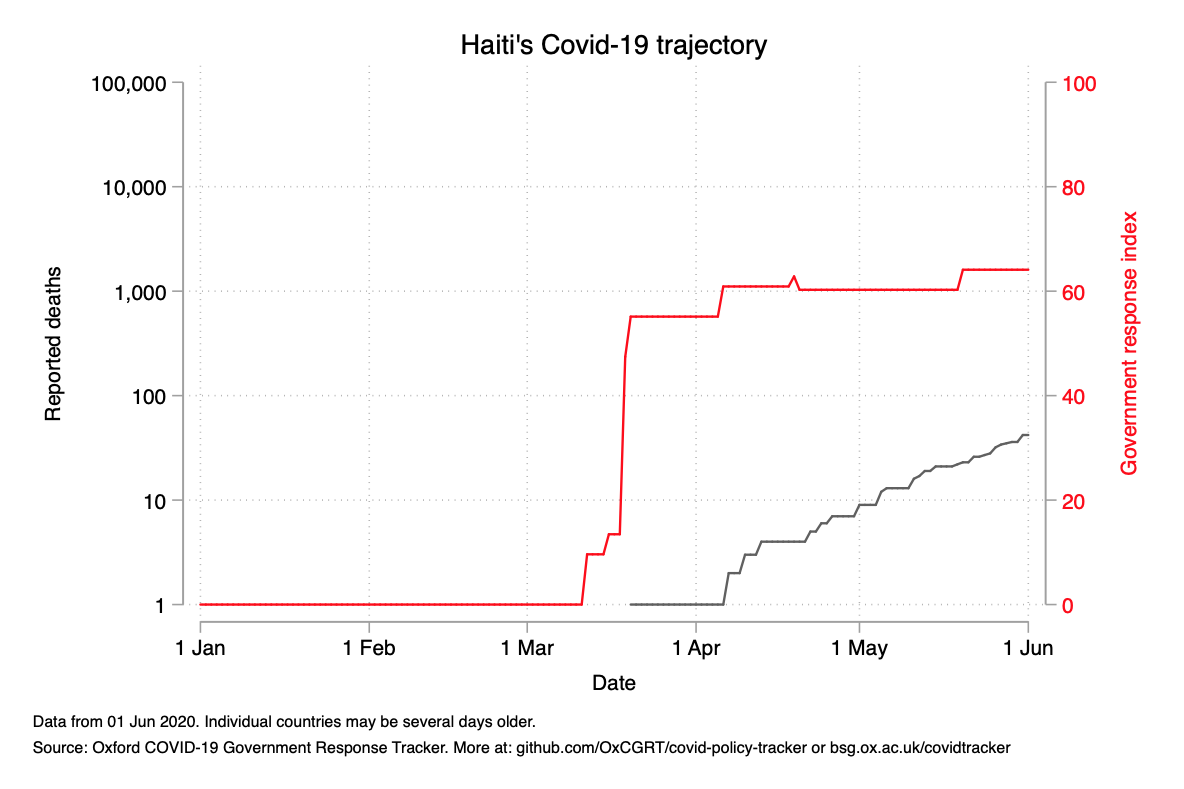 Haiti's Covid-19 trajectory
100,000
10,000
1,000
100
10
1
Reported deaths
100
80
60
40
20
0
Government response index
1 Jan 1 Feb 1 Mar 1 Apr 1 May 1 Jun
Date
Data from 01 Jun 2020. Individual countries may be several days older.
Source: Oxford COVID-19 Government Response Tracker. More at: github.com/OxCGRT/covid-policy-tracker or bsg.ox.ac.uk/covidtracker